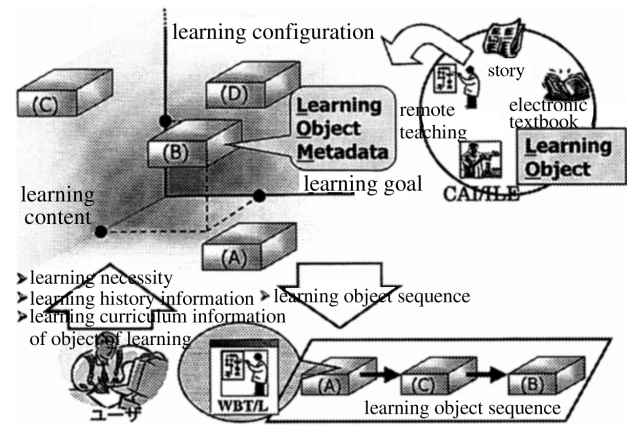 learning configuration
story
electronic
textbook
remote
teaching
Learning
Object
CAI/ILE
(C)
(D)
(B)
Learning
Object
Metadata
learning goal
learning
content
(A)
learning necessity
learning history information
learning curriculum information
of object of learning
learning object sequence
ユーザ
WBT/L
(A)
(C)
(B)
learning object sequence